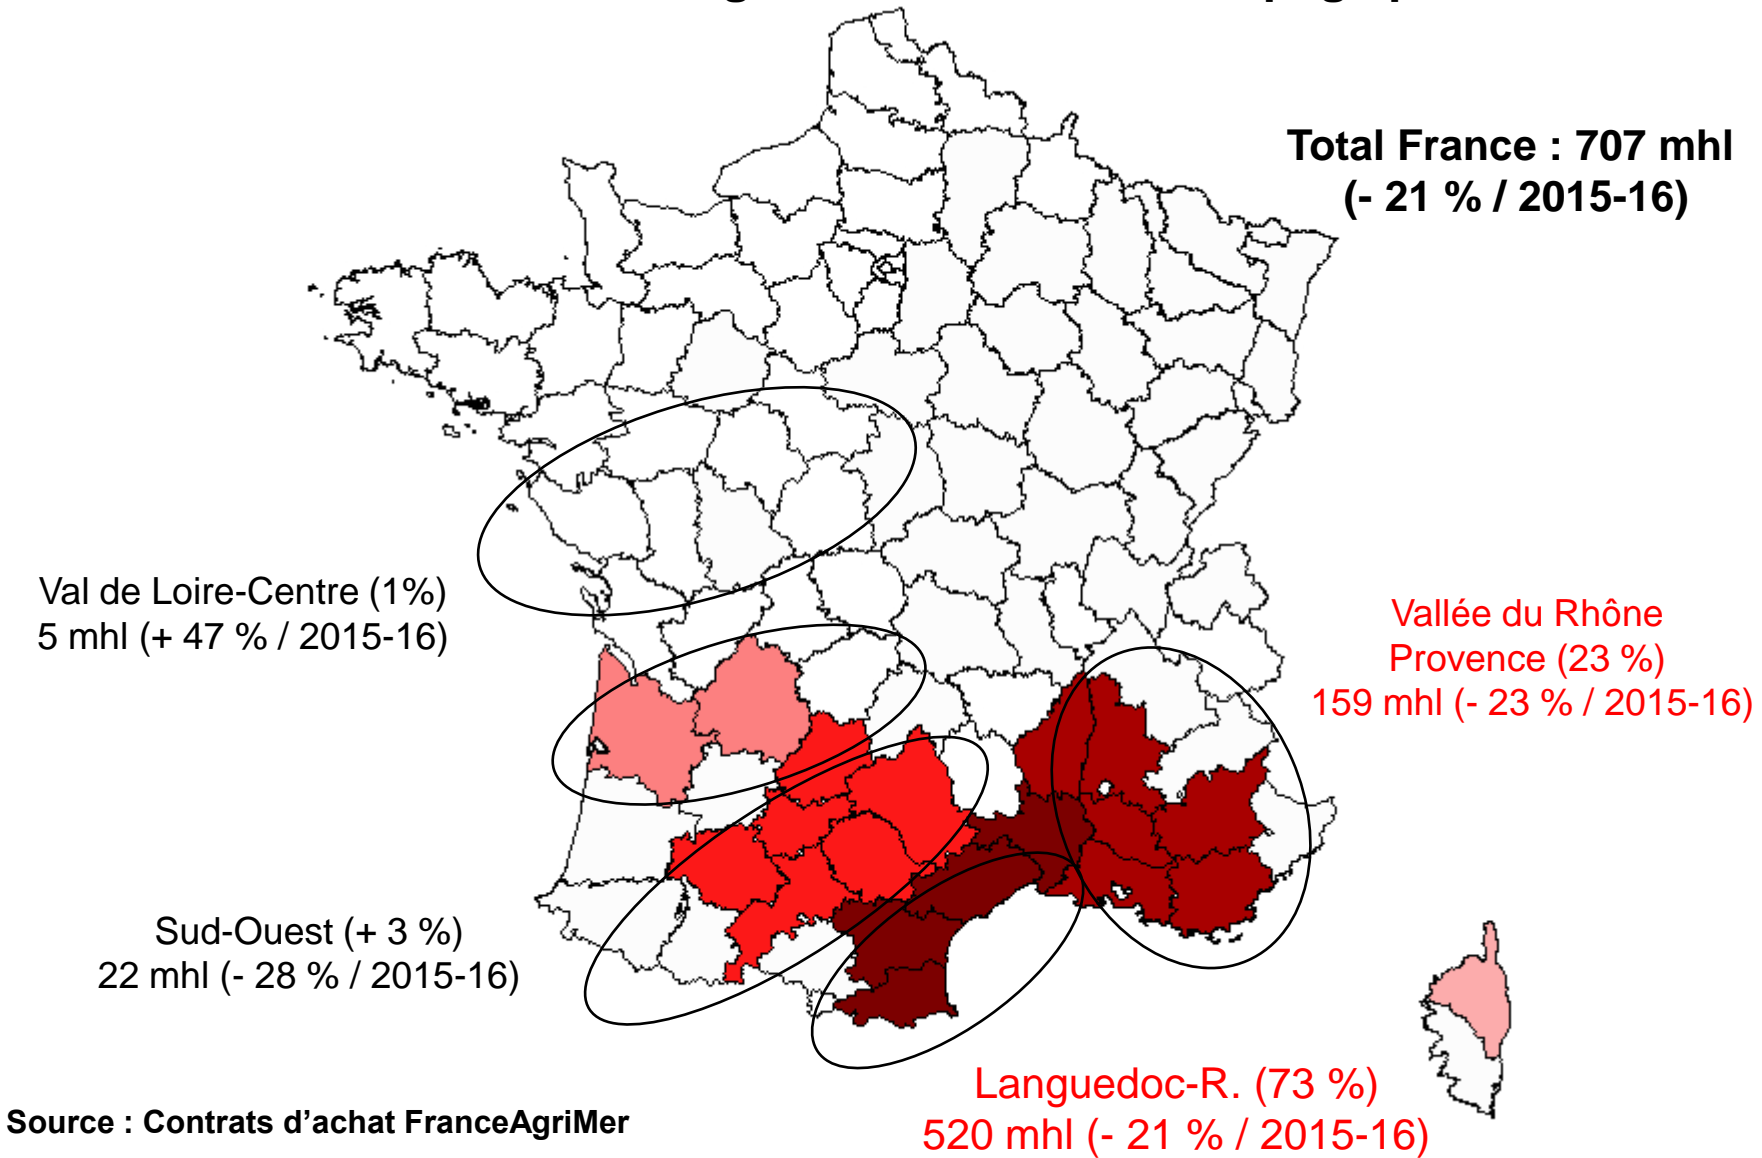 Total France : 707 mhl
(- 21 % / 2015-16)
Val de Loire-Centre (1%)
5 mhl (+ 47 % / 2015-16)
Vallée du Rhône
Provence (23 %)
159 mhl (- 23 % / 2015-16)
Sud-Ouest (+ 3 %)
22 mhl (- 28 % / 2015-16)
Languedoc-R. (73 %)
520 mhl (- 21 % / 2015-16)
Source : Contrats d’achat FranceAgriMer